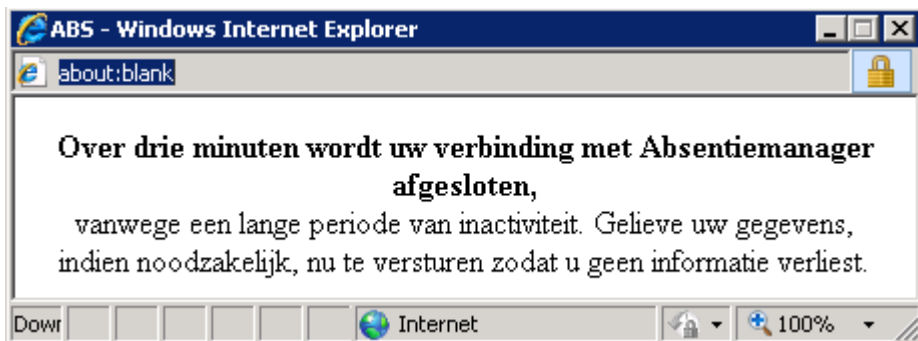 ABS - Windows Internet Explorer
about:blank
Over drie minuten wordt uw verbinding met Absentiemanager
afgesloten,
vanwege een lange periode van inactiviteit. Gelieve uw gegevens,
indien noodzakelijk, nu te versturen zodat u geen informatie verliest.
Dowr Internet 100%